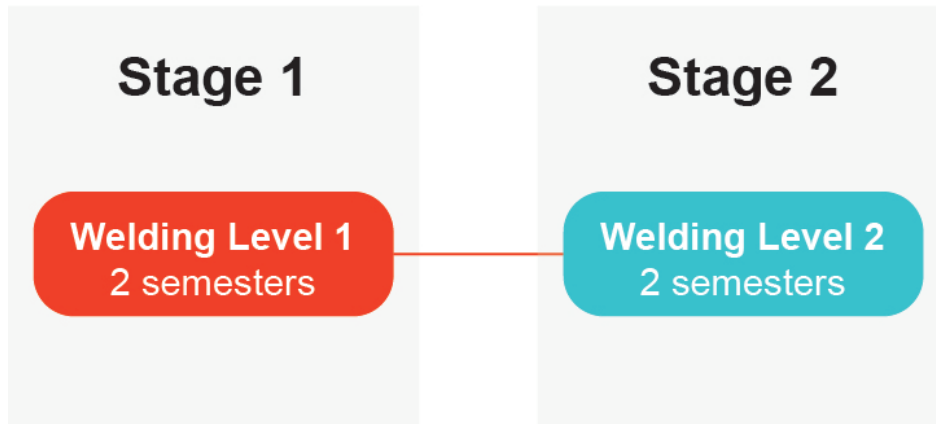 Stage 1
Welding Level 1
2 semesters
Stage 2
Welding Level 2
2 semesters